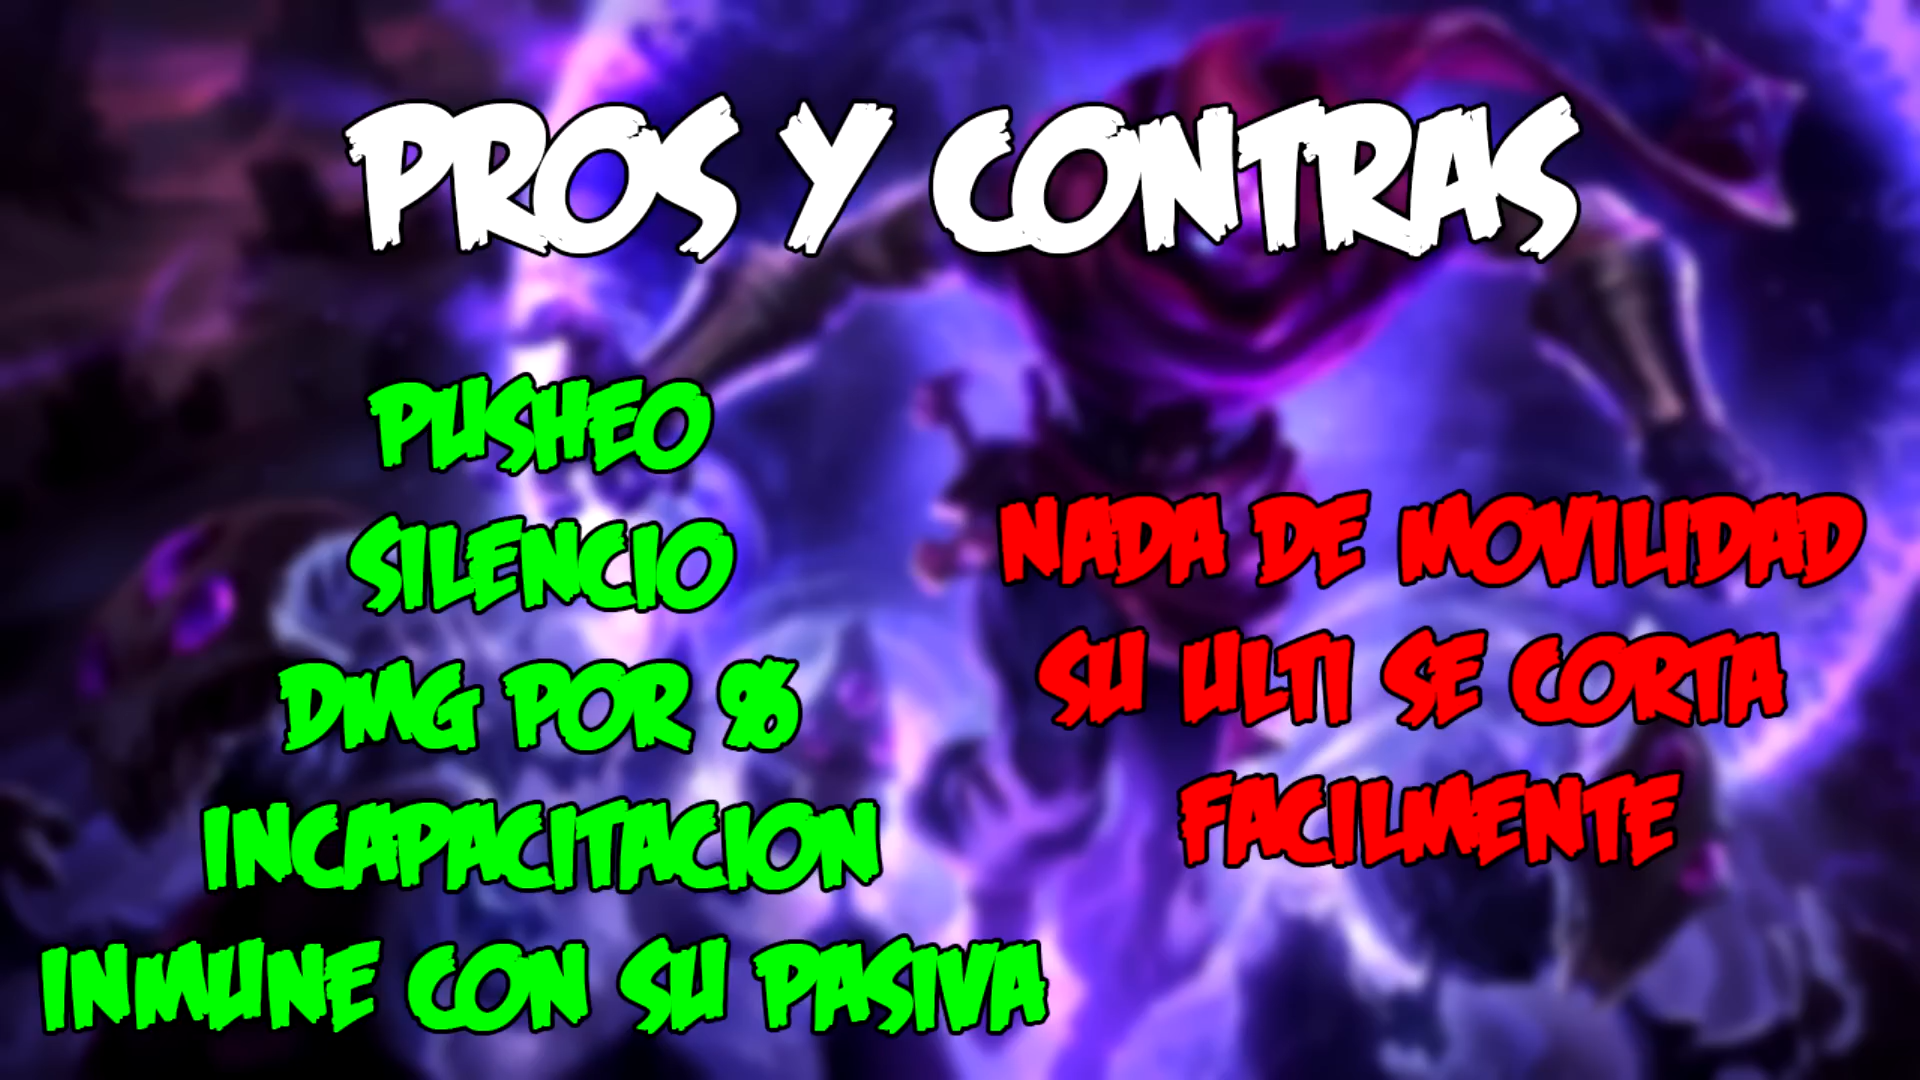 PROS Y CONTRAS
PUSHEO
SILENCIO
DMG POR %
INCAPACITACION
INMUNE CON SU PASIVA
NADA DE MOVILIDAD
SU ULTI SE CORTA
FACILMENTE